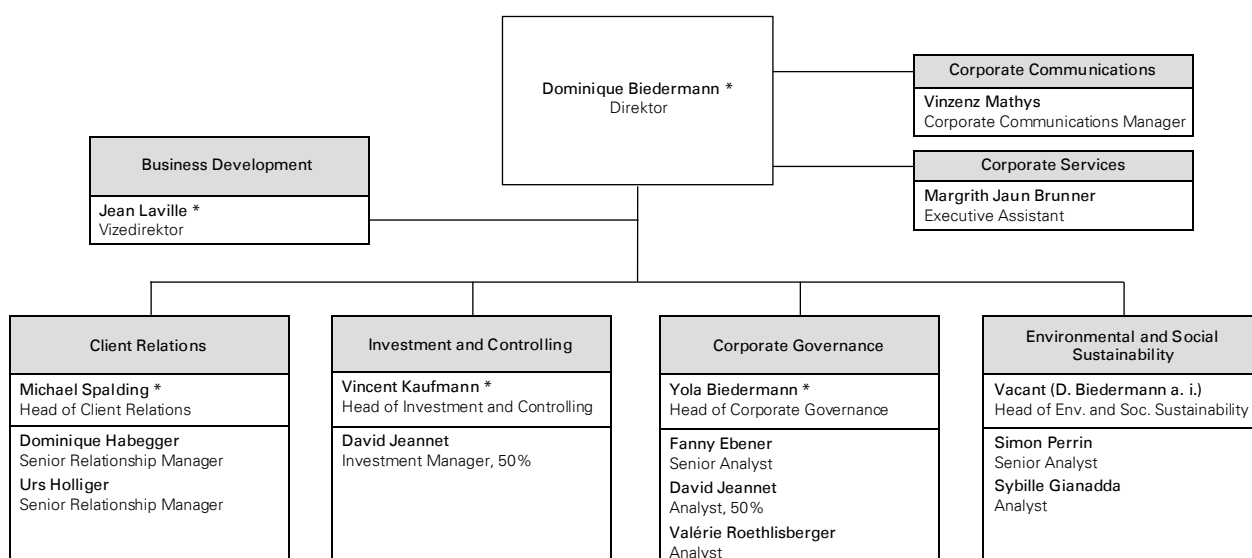 Dominique Biedermann *
Direktor
Corporate Communications
Vinzenz Mathys
Corporate Communications Manager
Corporate Services
Margrith Jaun Brunner
Executive Assistant
Business Development
Jean Laville *
Vizedirektor
Client Relations
Michael Spalding *
Head of Client Relations
Dominique Habegger
Senior Relationship Manager
Urs Holliger
Senior Relationship Manager
Investment and Controlling
Vincent Kaufmann *
Head of Investment and Controlling
David Jeannet
Investment Manager, 50%
Corporate Governance
Yola Biedermann *
Head of Corporate Governance
Fanny Ebener
Senior Analyst
David Jeannet
Analyst, 50%
Valérie Roethlisberger
Analyst
Environmental and Social
Sustainability
Vacant (D. Biedermann a. i.)
Head of Env. and Soc. Sustainability
Simon Perrin
Senior Analyst
Sybille Gianadda
Analyst